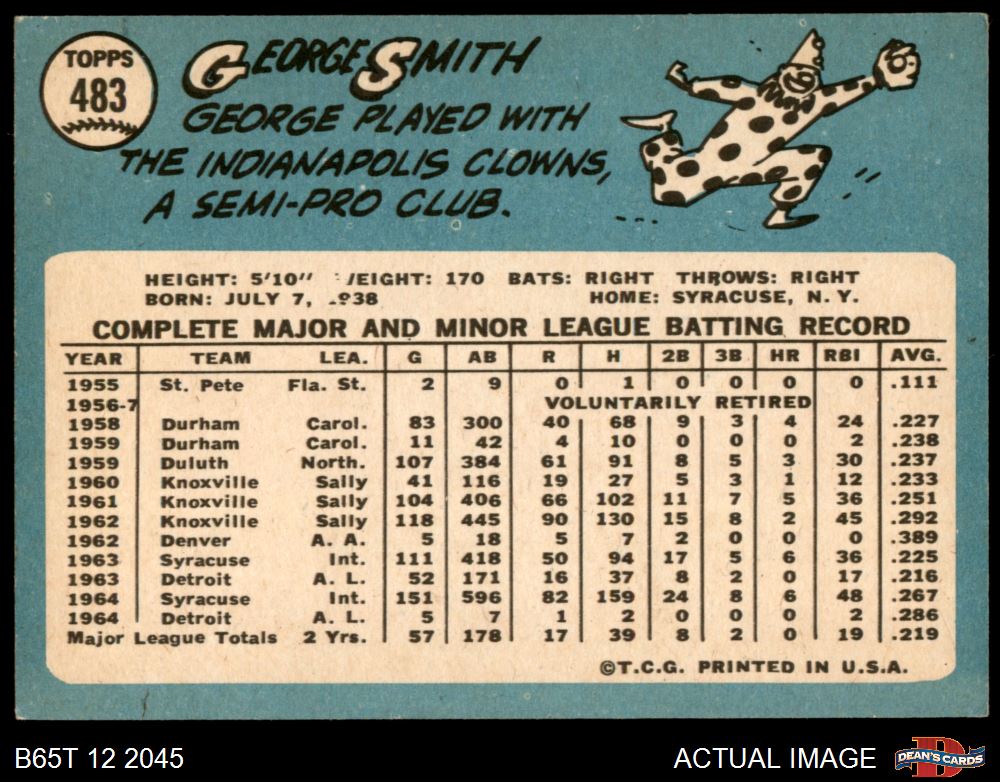 TOPPS
483
GEORGE SMITH
GEORGE PLAYED WITH
THE INDIANAPOLIS CLOWNS,
A SEMI-PRO CLUB.
HEIGHT: 5'10" /EIGHT: 170 BATS: RIGHT THROWS: RIGHT
BORN: JULY 7, .938 HOME: SYRACUSE, N. Y.
COMPLETE MAJOR AND MINOR LEAGUE BATTING RECORD
YEAR TEAM LEA. G AB R H 2B 3B HR RBI AVG.
1955 St. Pete Fla. St. 2 9 0 1 0 0 0 0 .111
1956-7 VOLUNTARILY RETIRED
1958 Durham Carol. 83 300 40 68 9 3 4 24 .227
1959 Durham Carol. 11 42 4 10 0 0 0 2 .238
1959 Duluth North. 107 384 61 91 8 5 3 30 .237
1960 Knoxville Sally 41 116 19 27 5 3 1 12 .233
1961 Knoxville Sally 104 406 66 102 11 7 5 36 .251
1962 Knoxville Sally 118 445 90 130 15 8 2 45 .292
1962 Denver A. A. 5 18 5 7 2 0 0 0 .389
1963 Syracuse Int. 111 418 50 94 17 5 6 36 .225
1963 Detroit A. L. 52 171 16 37 8 2 0 17 .216
1964 Syracuse Int. 151 596 82 159 24 8 6 48 .267
1964 Detroit A. L. 5 7 1 2 0 0 0 2 .286
Major League Totals 2 Yrs. 57 178 17 39 8 2 0 19 .219
©T.C.G. PRINTED IN U.S.A.
B65T 12 2045 ACTUAL IMAGE
D
DEAN'S CARDS